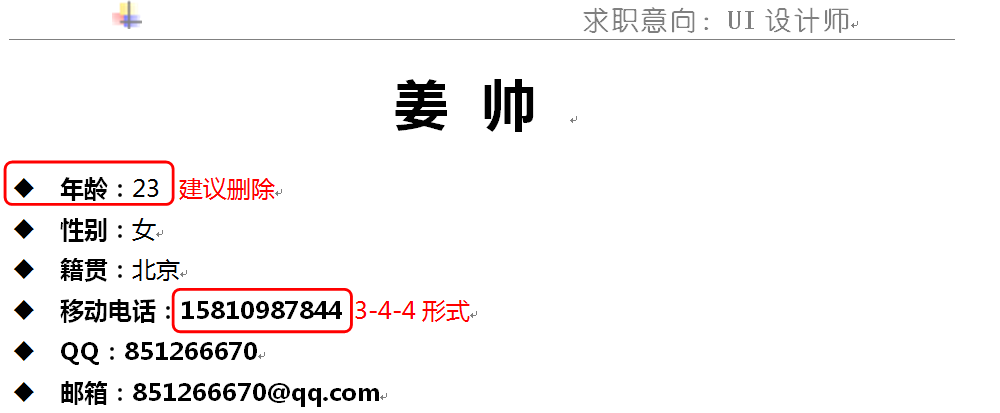 求职意向：UI 设计师
姜 帅
◆ 年龄：23 建议删除
◆ 性别：女
◆ 籍贯：北京
◆ 移动电话：15810987844 3-4-4 形式
◆ QQ：851266670
◆ 邮箱：851266670@qq.com